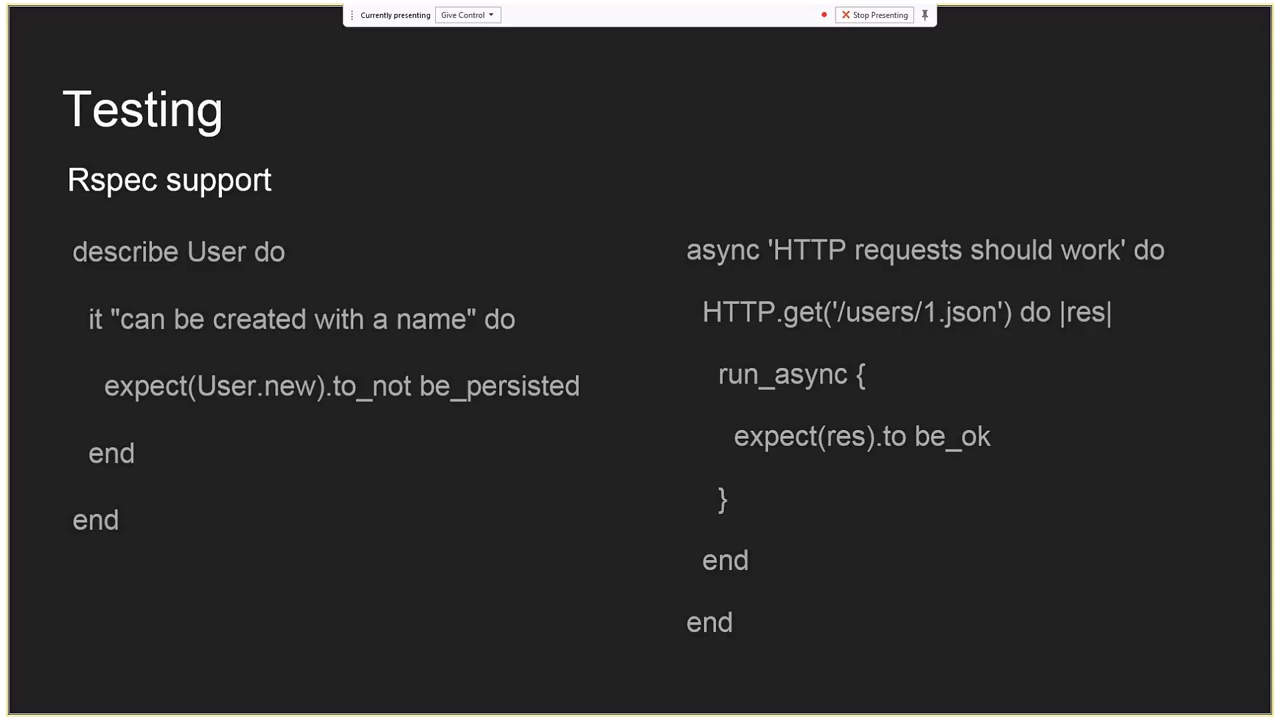 Currently presenting
Give Control
Stop Presenting
Testing
Rspec support
describe User do
it "can be created with a name" do
expect(User.new).to_not be_persisted
end
end
async 'HTTP requests should work' do
HTTP.get('/users/1.json') do |res|
run_async {
expect(res).to be_ok
}
end
end